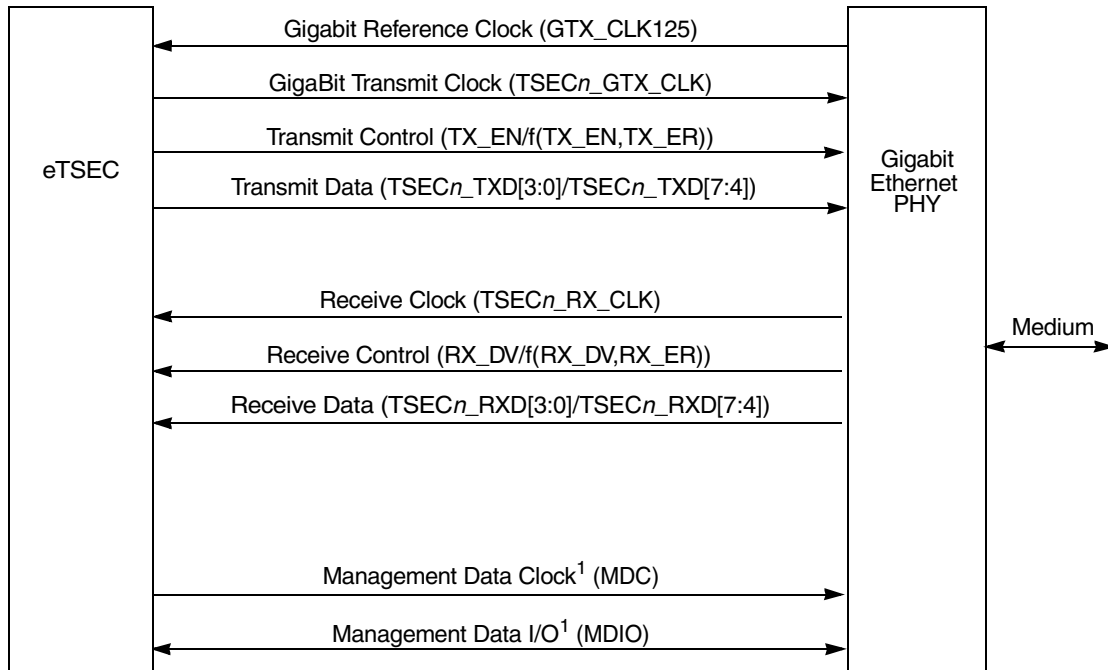 Gigabit Reference Clock (GTX_CLK125)
GigaBit Transmit Clock (TSECn_GTX_CLK)
Transmit Control (TX_EN/f(TX_EN,TX_ER))
eTSEC
Gigabit
Ethernet
PHY
Transmit Data (TSECn_TXD[3:0]/TSECn_TXD[7:4])
Receive Clock (TSECn_RX_CLK)
Medium
Receive Control (RX_DV/f(RX_DV,RX_ER))
Receive Data (TSECn_RXD[3:0]/TSECn_RXD[7:4])
Management Data Clock¹ (MDC)
Management Data I/O¹ (MDIO)